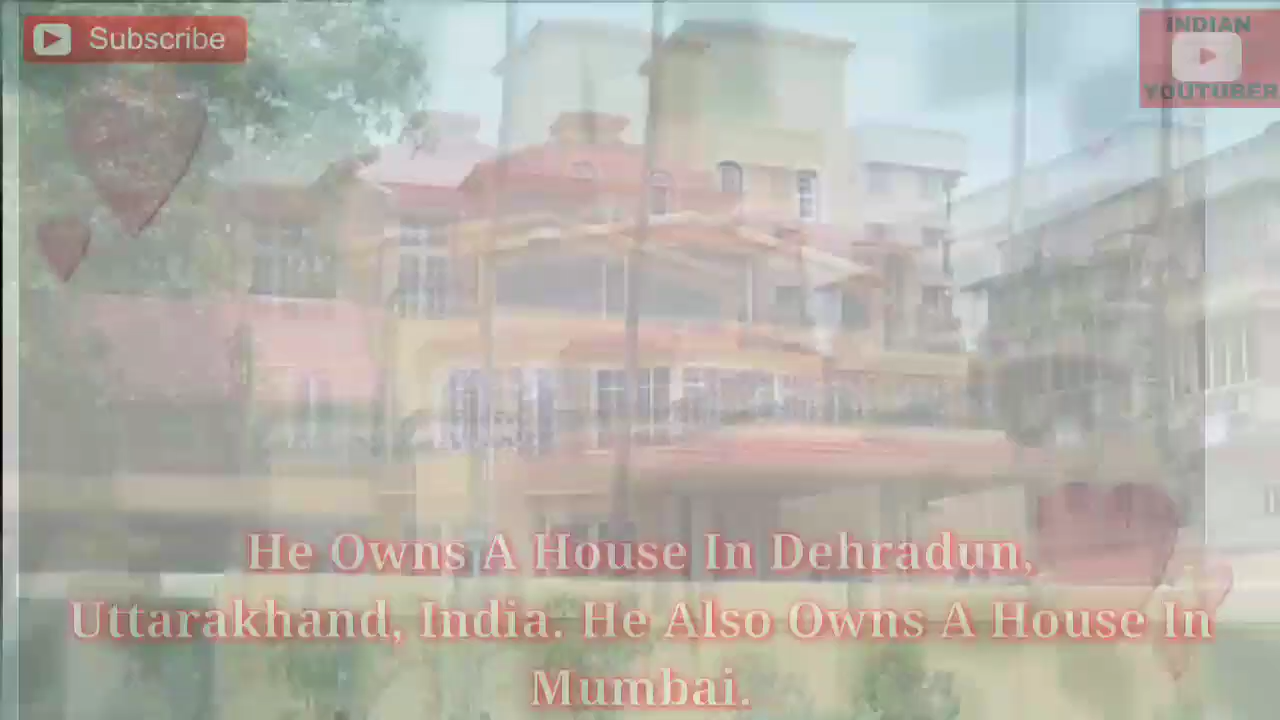 Subscribe
INDIAN
YOUTUBER
He Owns A House In Dehradun,
Uttarakhand, India. He Also Owns A House In
Mumbai.